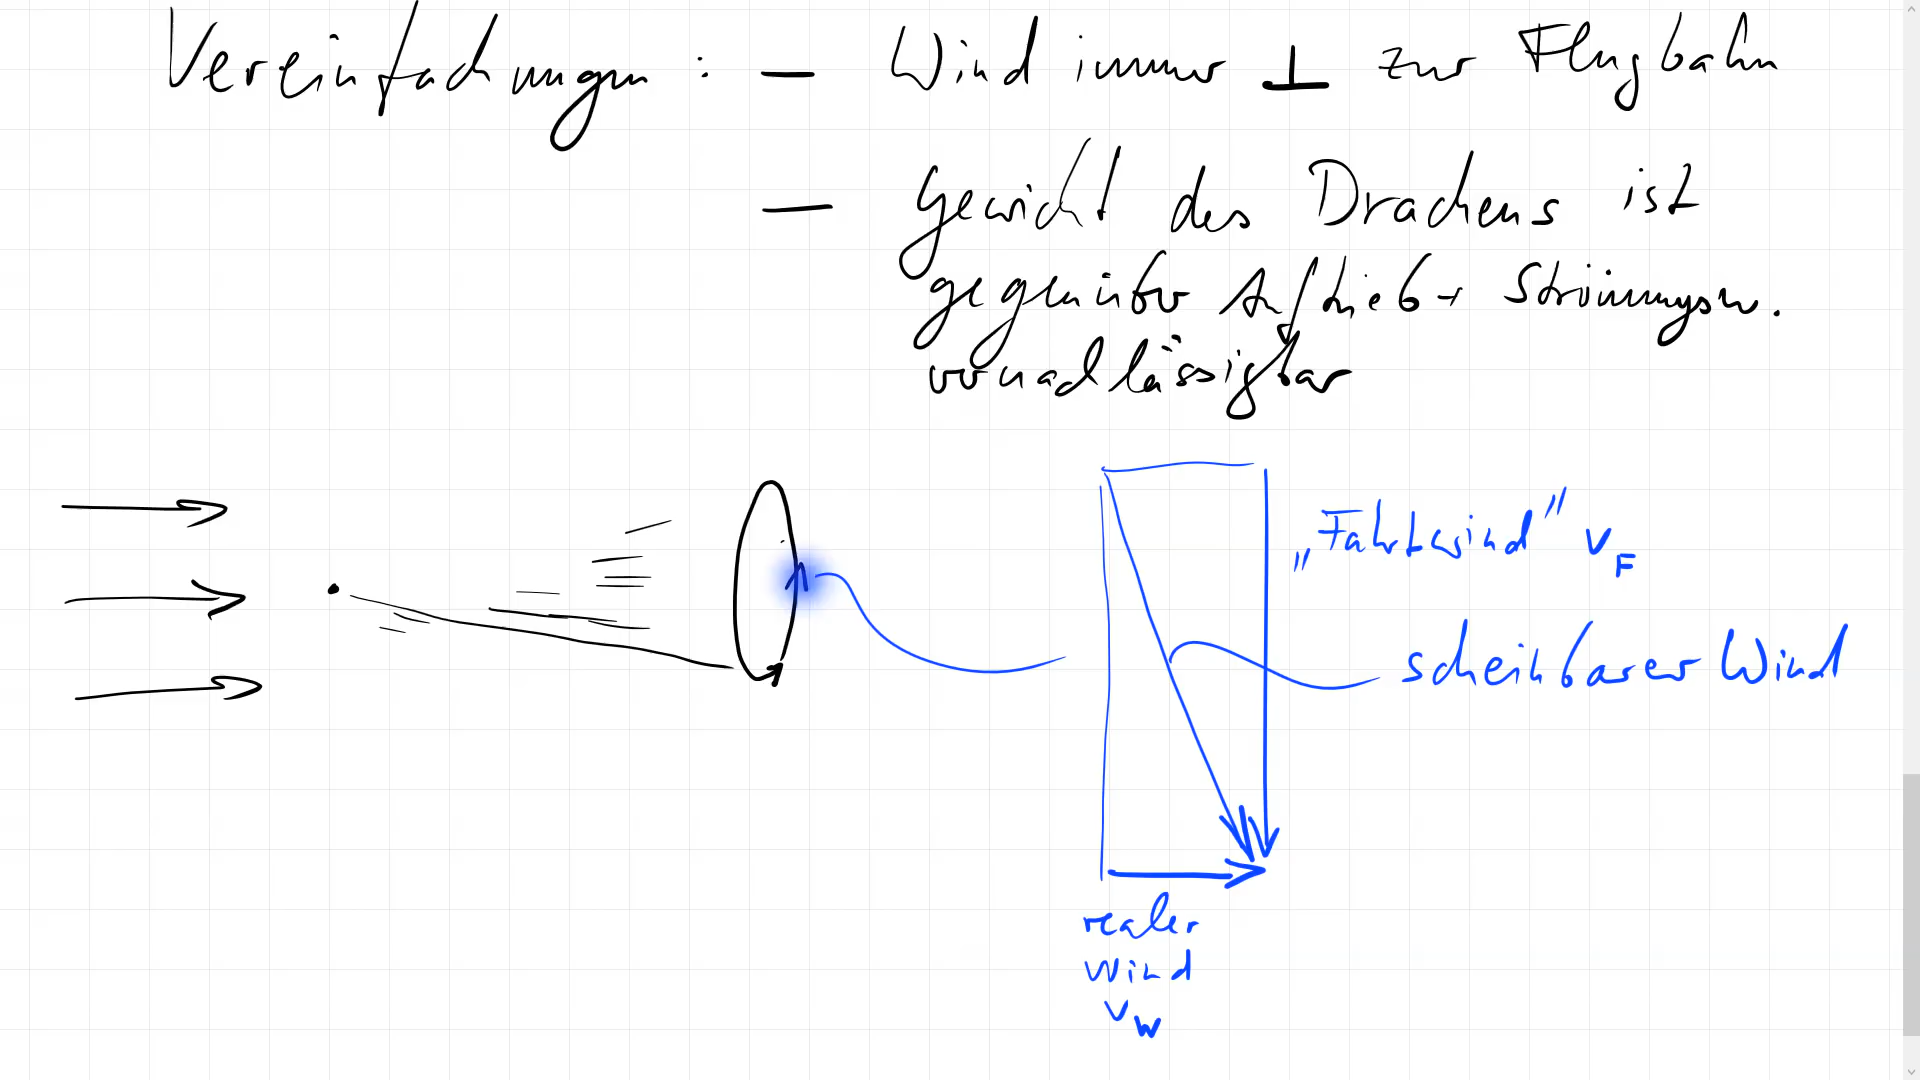 Vereinfachungen : — Wind immer ⊥ zur Flugbahn
— Gewicht des Drachens ist
gegenüber Auftrieb + Strömungsw.
vernachlässigbar
„Fahrtwind" v_F
scheinbarer Wind
realer
Wind
v_W